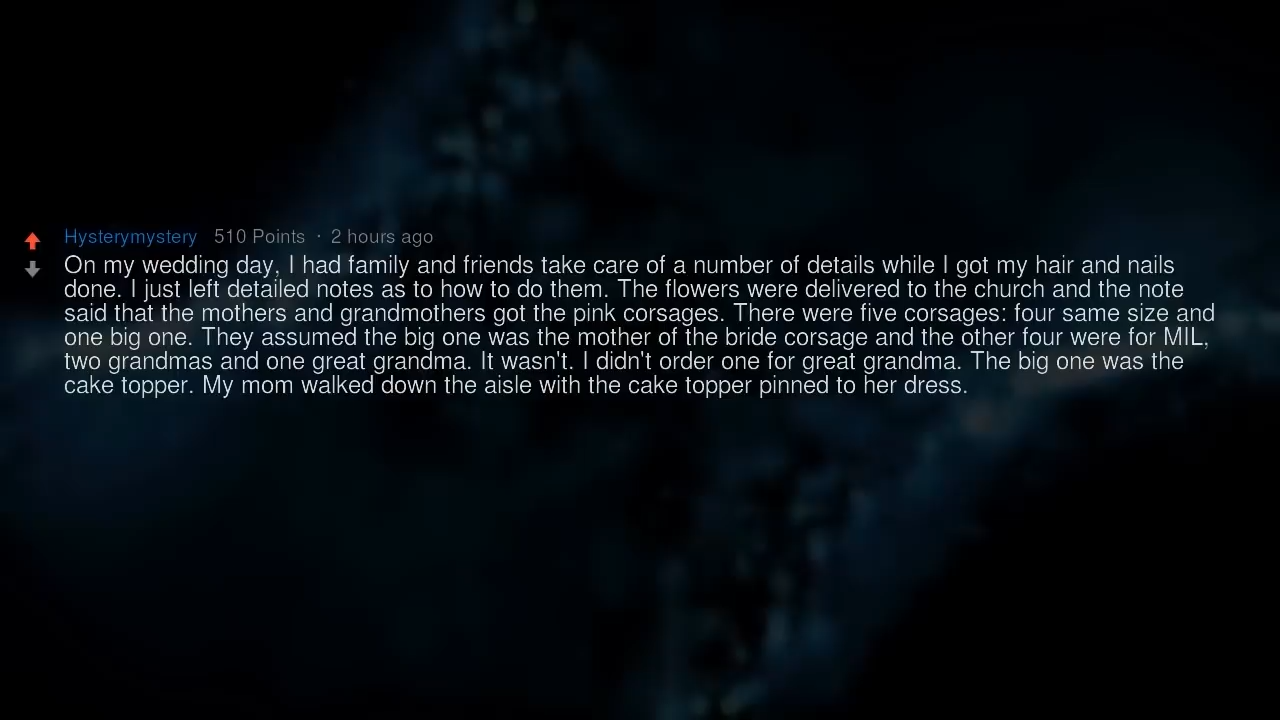 Hysterymystery 510 Points · 2 hours ago
On my wedding day, I had family and friends take care of a number of details while I got my hair and nails
done. I just left detailed notes as to how to do them. The flowers were delivered to the church and the note
said that the mothers and grandmothers got the pink corsages. There were five corsages: four same size and
one big one. They assumed the big one was the mother of the bride corsage and the other four were for MIL,
two grandmas and one great grandma. It wasn't. I didn't order one for great grandma. The big one was the
cake topper. My mom walked down the aisle with the cake topper pinned to her dress.